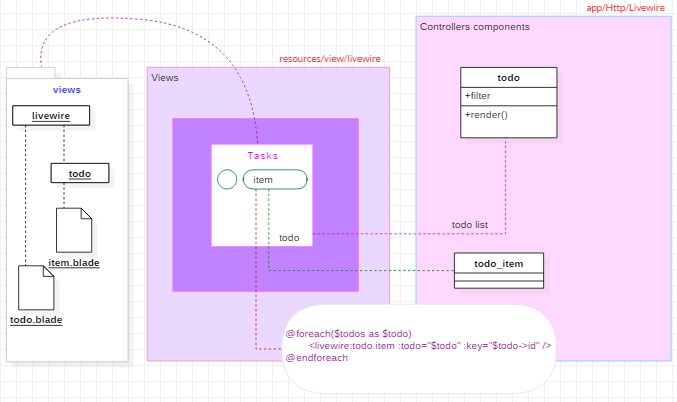 app/Http/Livewire
Controllers components
resources/view/livewire
Views
views
livewire
todo
item.blade
todo.blade
Tasks
item
todo
todo
+filter
+render()
todo list
todo_item
@foreach($todos as $todo)
<livewire:todo.item :todo="$todo" :key="$todo->id" />
@endforeach